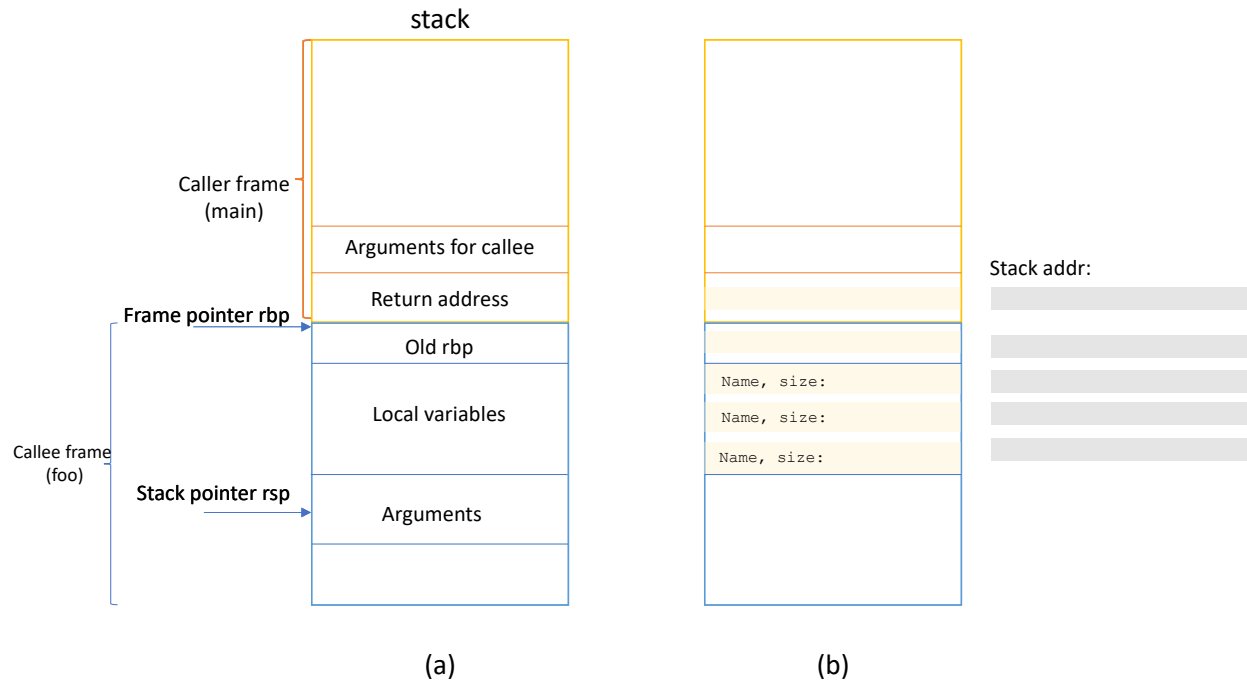 stack
Caller frame
(main)
Arguments for callee
Return address
Frame pointer rbp
Old rbp
Local variables
Callee frame
(foo)
Stack pointer rsp
Arguments
(a)
Stack addr:
Name, size:
Name, size:
Name, size:
(b)